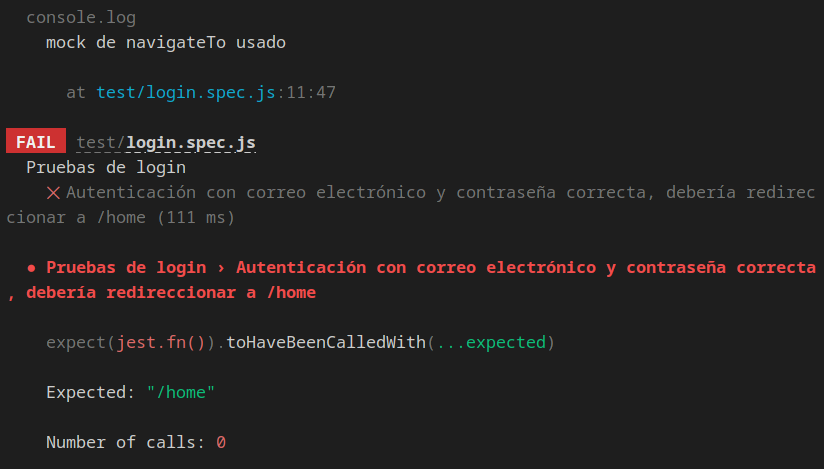 console.log
mock de navigateTo usado
at test/login.spec.js:11:47
FAIL test/login.spec.js
Pruebas de login
✕ Autenticación con correo electrónico y contraseña correcta, debería redirec
cionar a /home (111 ms)
● Pruebas de login › Autenticación con correo electrónico y contraseña correcta
, debería redireccionar a /home
expect(jest.fn()).toHaveBeenCalledWith(...expected)
Expected: "/home"
Number of calls: 0